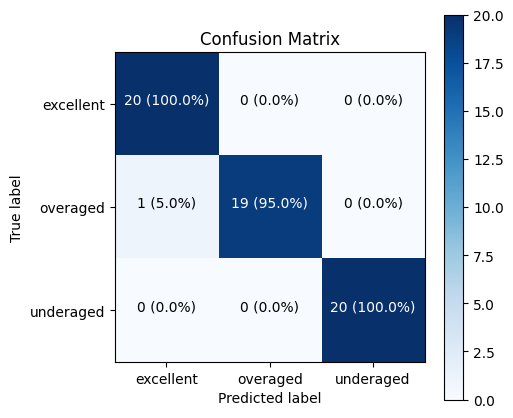 Confusion Matrix
True label
excellent
overaged
underaged
20 (100.0%) 0 (0.0%) 0 (0.0%)
1 (5.0%) 19 (95.0%) 0 (0.0%)
0 (0.0%) 0 (0.0%) 20 (100.0%)
excellent overaged underaged
Predicted label
20.0
17.5
15.0
12.5
10.0
7.5
5.0
2.5
0.0